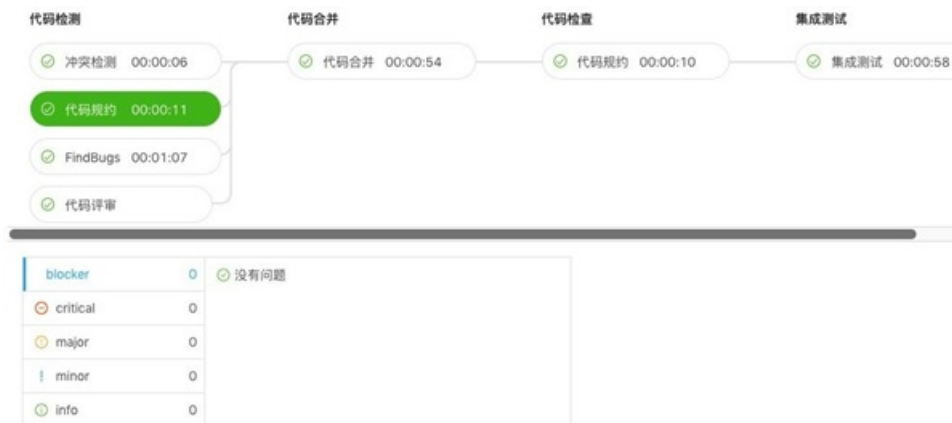 代码检测 代码合并 代码检查 集成测试
冲突检测 00:00:06 代码合并 00:00:54 代码规约 00:00:10 集成测试 00:00:58
代码规约 00:00:11
FindBugs 00:01:07
代码评审
blocker 0 没有问题
critical 0
major 0
minor 0
info 0